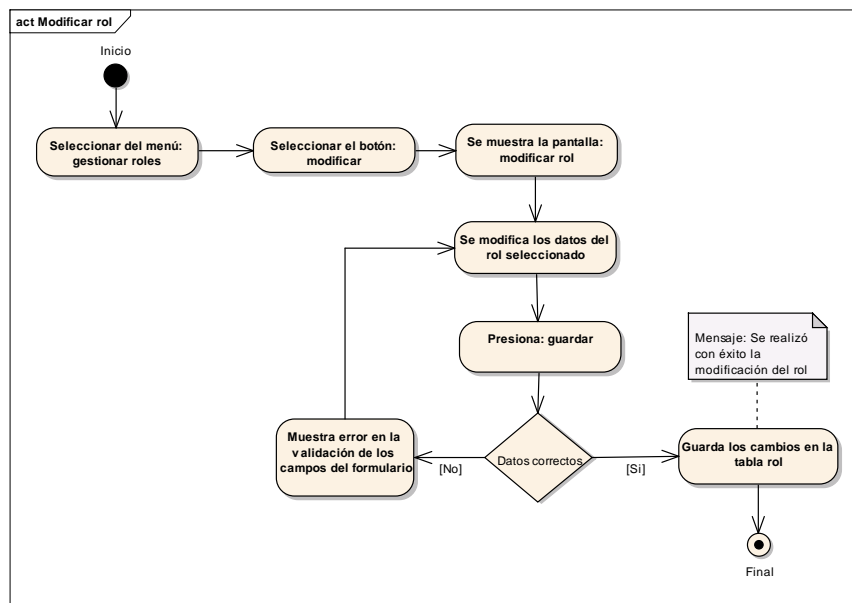 act Modificar rol
Inicio
Seleccionar del menú:
gestionar roles
Seleccionar el botón:
modificar
Se muestra la pantalla:
modificar rol
Se modifica los datos del
rol seleccionado
Presiona: guardar
Mensaje: Se realizó
con éxito la
modificación del rol
Muestra error en la
validación de los
campos del formulario
[No]
Datos correctos
[Si]
Guarda los cambios en la
tabla rol
Final